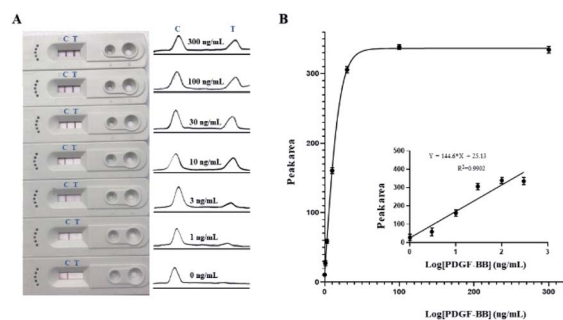 A
B
C T
C T
300 ng/mL
C T
100 ng/mL
C T
30 ng/mL
C T
10 ng/mL
C T
3 ng/mL
C T
1 ng/mL
C T
0 ng/mL
C T
Peak area
300
200
100
0
0
100
200
300
Log[PDGF-BB] (ng/mL)
Y = 144.6*X + 25.13
R²=0.9902
Peak area
500
400
300
200
100
0
0
1
2
3
Log[PDGF-BB] (ng/mL)